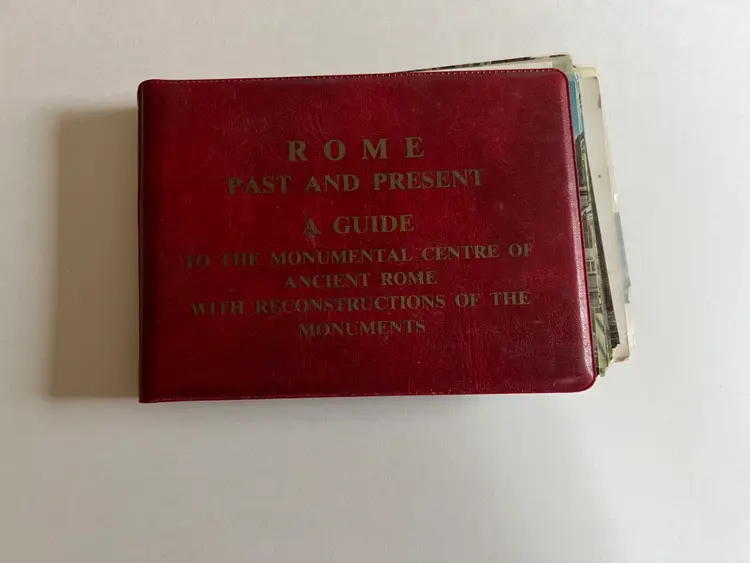 ROME
PAST AND PRESENT
A GUIDE
TO THE MONUMENTAL CENTRE OF
ANCIENT ROME
WITH RECONSTRUCTIONS OF THE
MONUMENTS